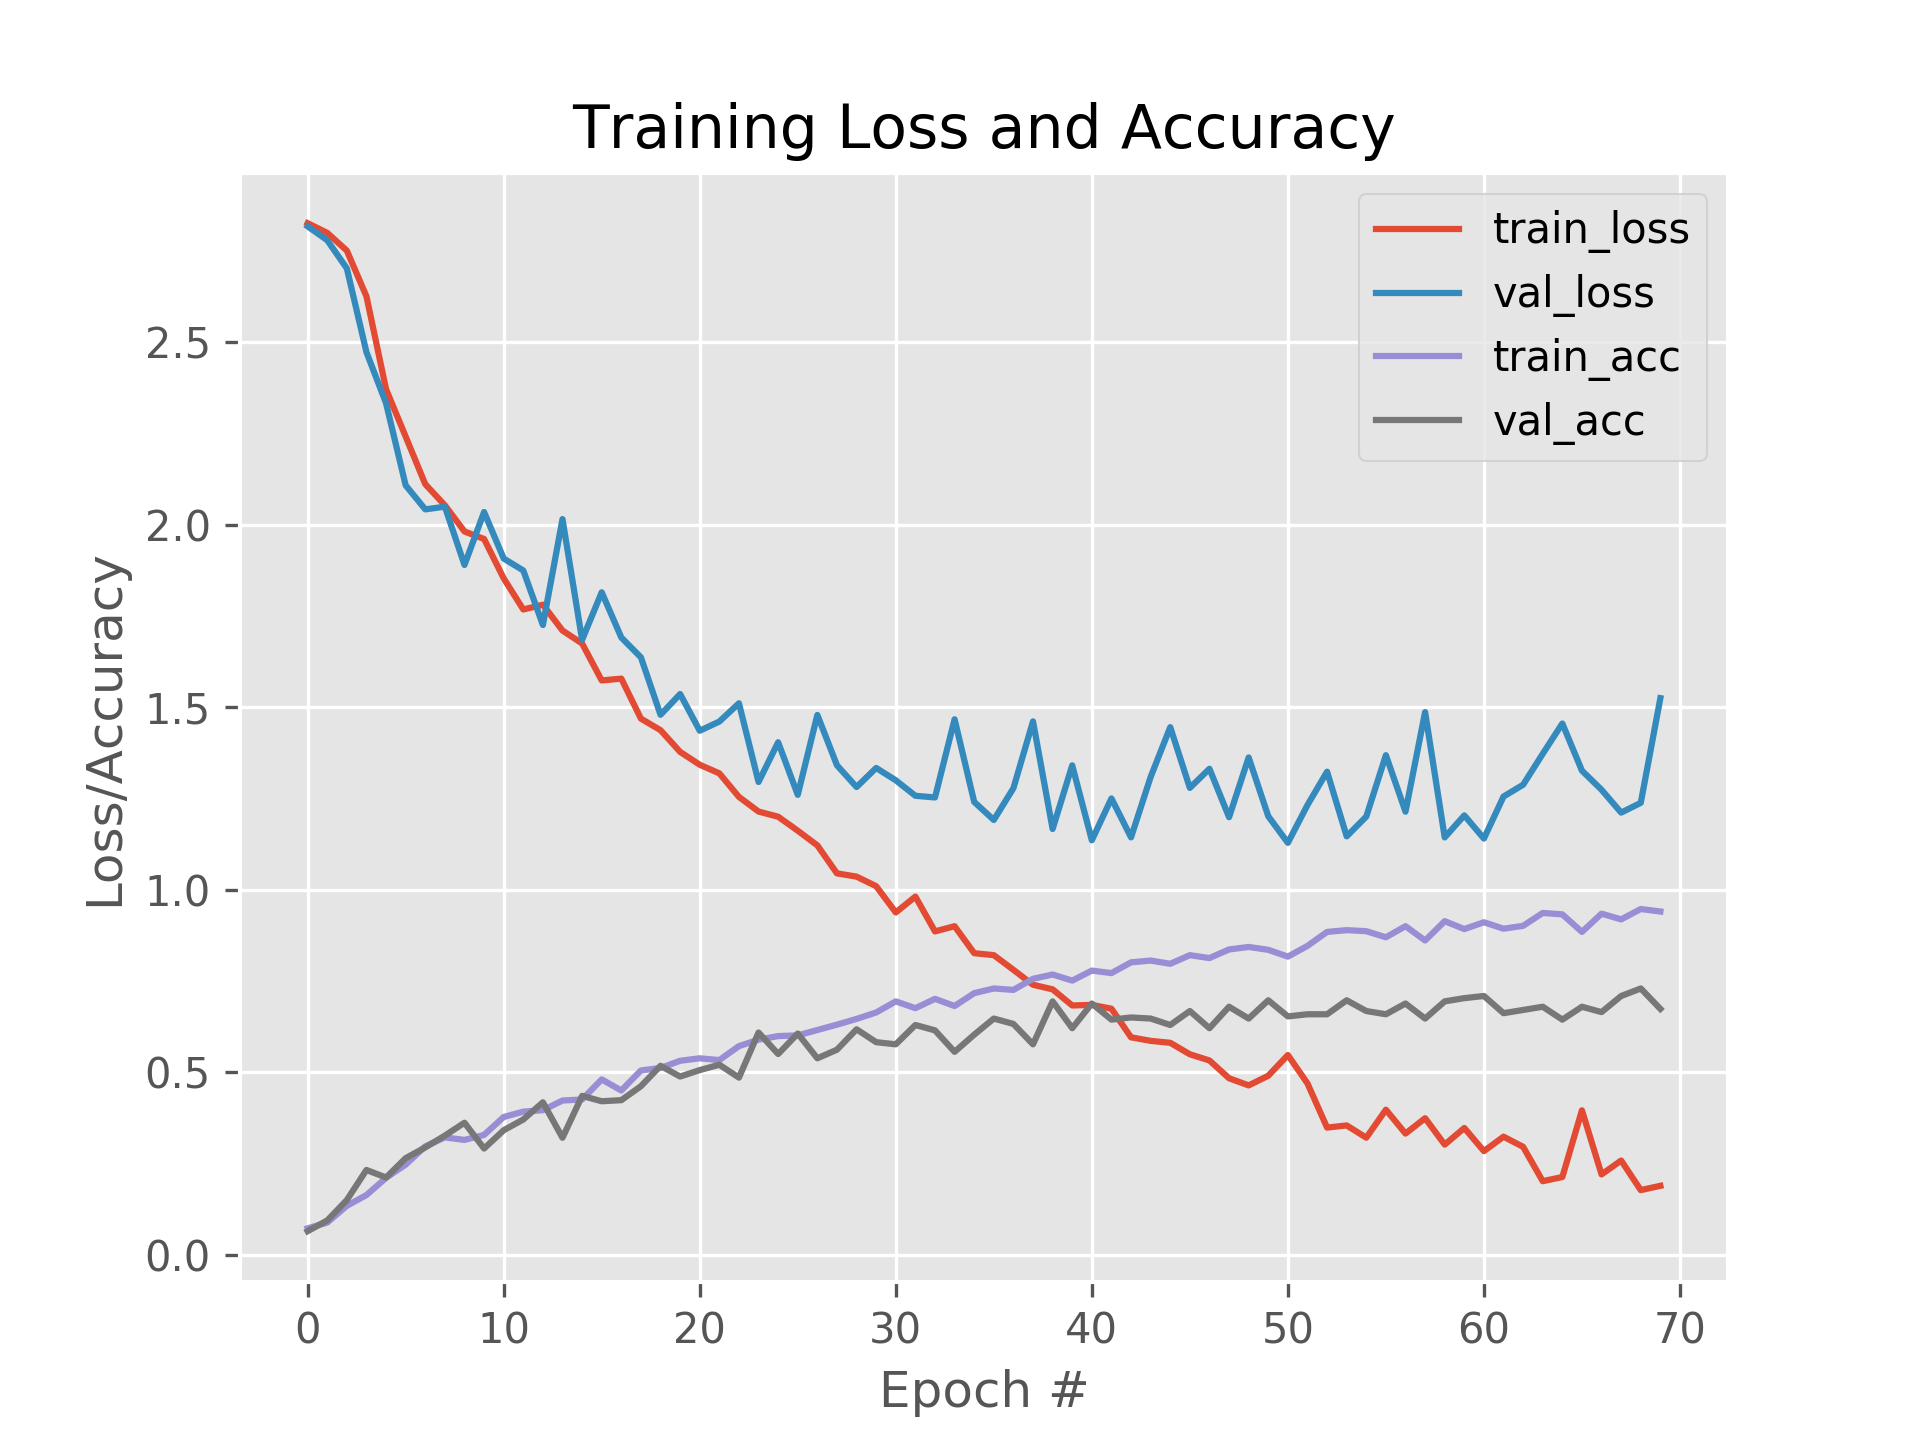 Training Loss and Accuracy
train_loss
val_loss
train_acc
val_acc
2.5
2.0
1.5
1.0
0.5
0.0
Loss/Accuracy
0 10 20 30 40 50 60 70
Epoch #